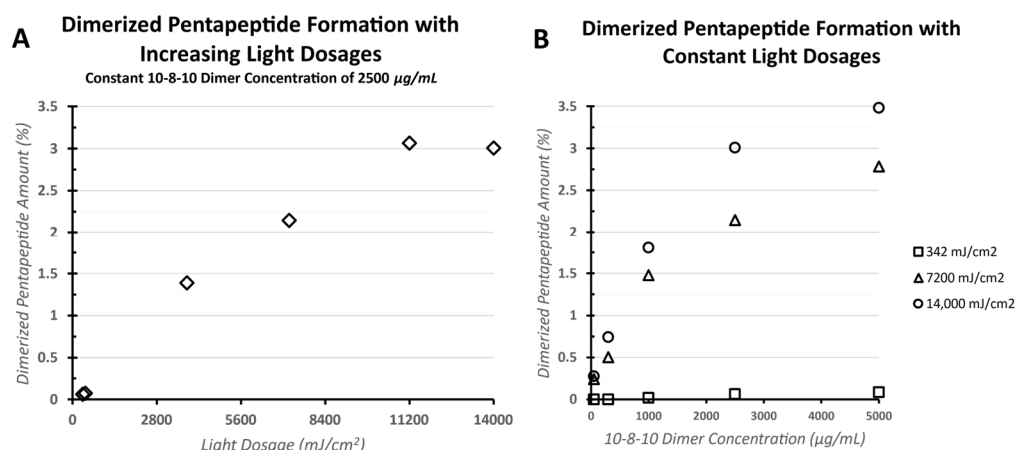 A
Dimerized Pentapeptide Formation with
Increasing Light Dosages
Constant 10-8-10 Dimer Concentration of 2500 µg/mL
Dimerized Pentapeptide Amount (%)
3.5
3
2.5
2
1.5
1
0.5
0
0
2800
5600
8400
11200
14000
Light Dosage (mJ/cm²)
B
Dimerized Pentapeptide Formation with
Constant Light Dosages
Dimerized Pentapeptide Amount (%)
3.5
3
2.5
2
1.5
1
0.5
0
0
1000
2000
3000
4000
5000
10-8-10 Dimer Concentration (µg/mL)
342 mJ/cm2
7200 mJ/cm2
14,000 mJ/cm2